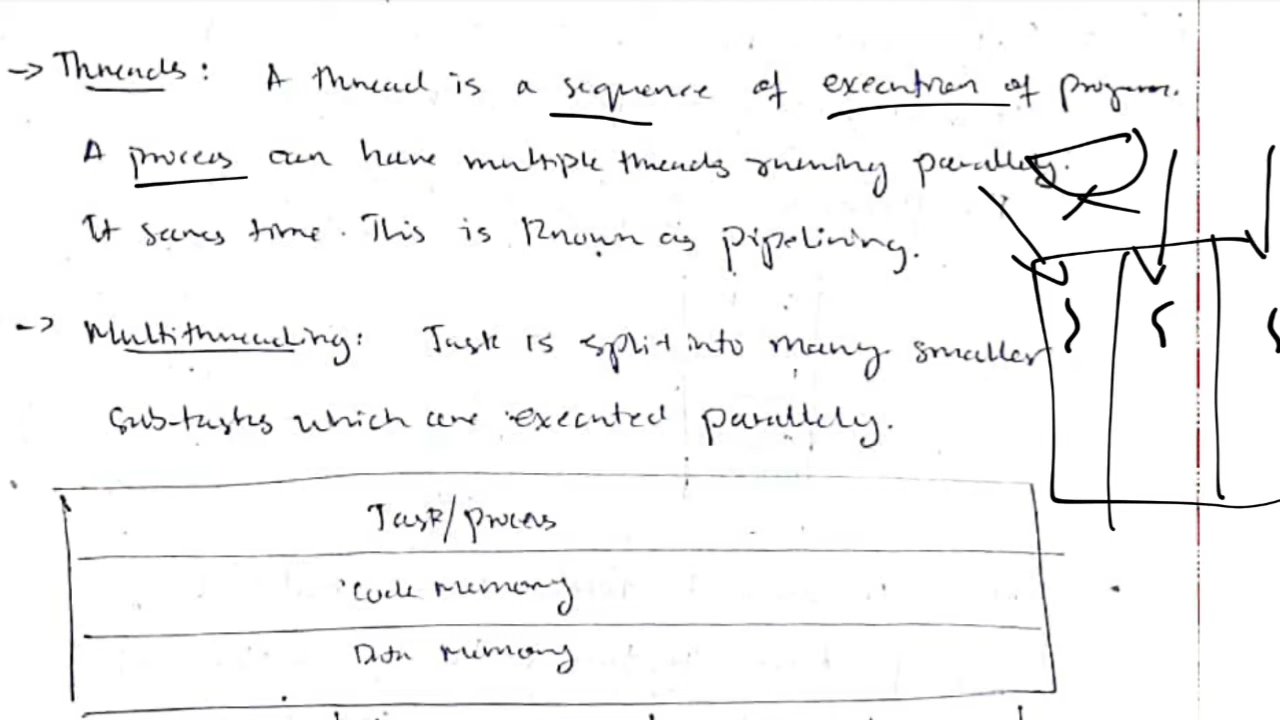 -> Threads: A thread is a sequence of execution of program.
A process can have multiple threads running parallely.
It saves time. This is known as pipelining.
-> Multithreading: Task is split into many smaller
sub-tasks which are executed parallely.
Task/process
Code memory
Data memory